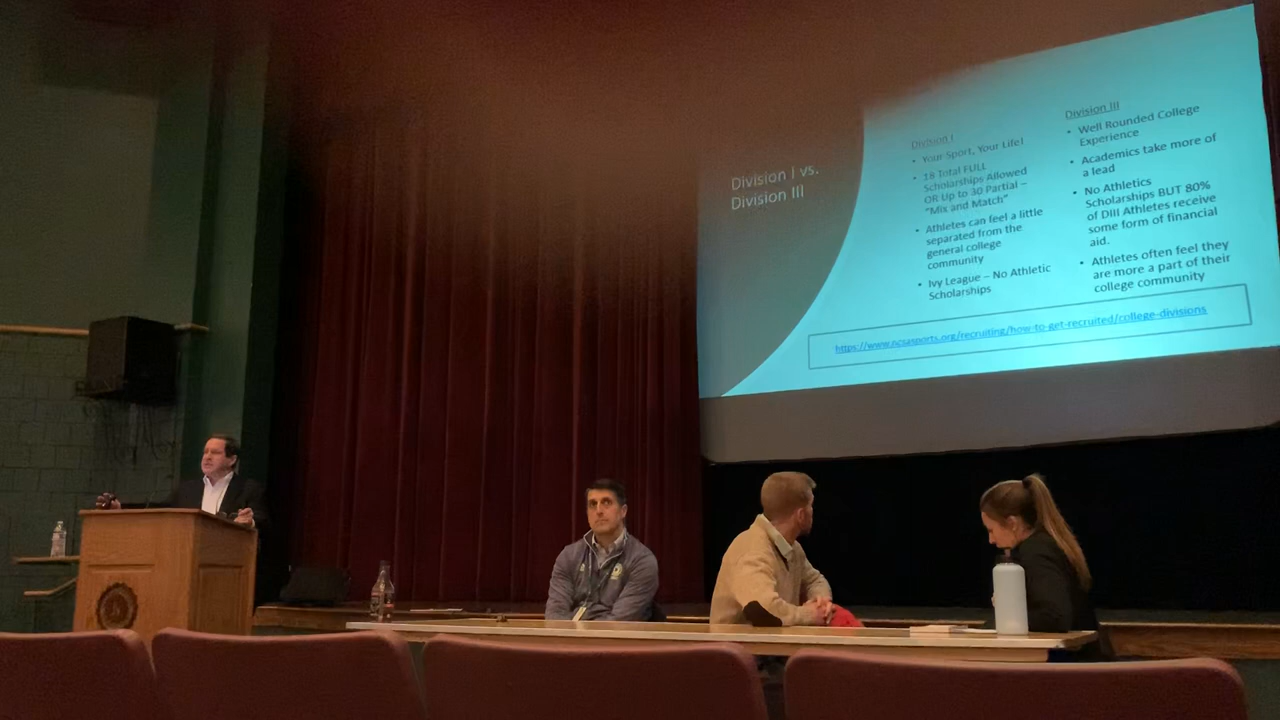 Division I vs.
Division III
Division I
• Your Sport, Your Life!
• 18 Total FULL
Scholarships Allowed
OR Up to 30 Partial –
"Mix and Match"
• Athletes can feel a little
separated from the
general college
community
• Ivy League – No Athletic
Scholarships
Division III
• Well Rounded College
Experience
• Academics take more of
a lead
• No Athletics
Scholarships BUT 80%
of DIII Athletes receive
some form of financial
aid.
• Athletes often feel they
are more a part of their
college community
https://www.ncsasports.org/recruiting/how-to-get-recruited/college-divisions